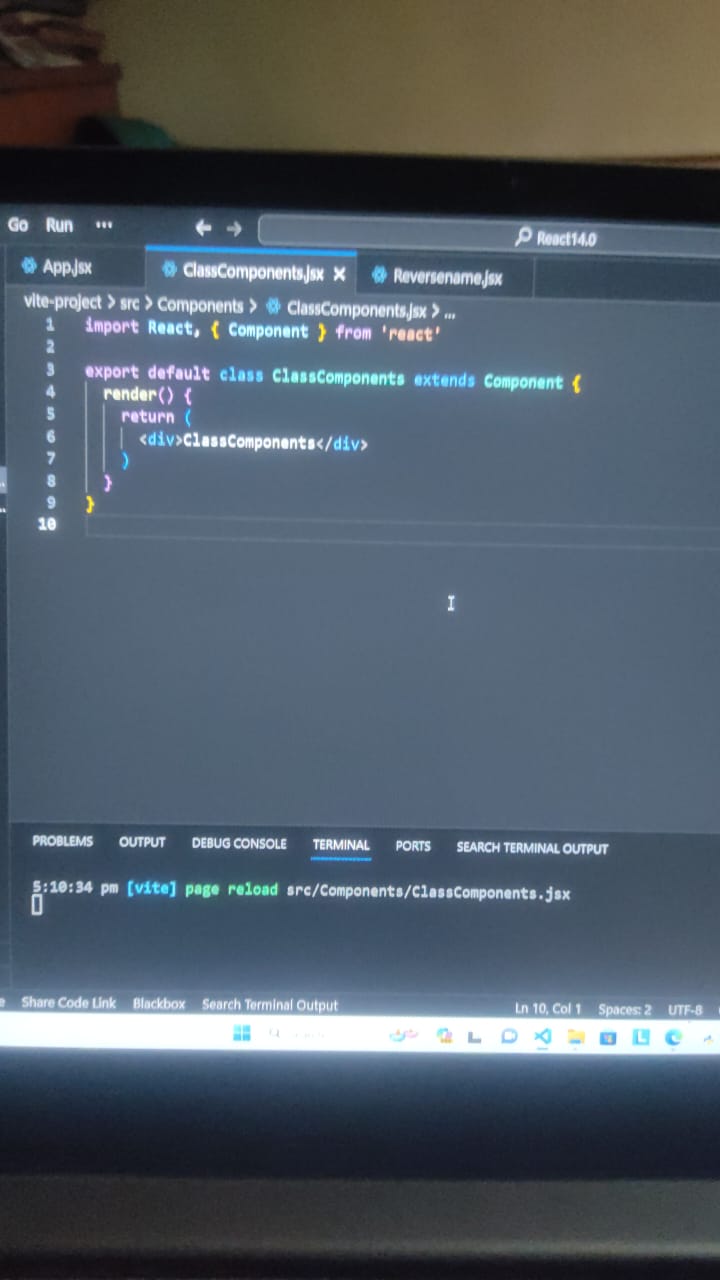 Go Run ... React14.0
App.jsx ClassComponents.jsx Reversename.jsx
vite-project > src > Components > ClassComponents.jsx > ...
1 import React, { Component } from 'react'
2
3 export default class ClassComponents extends Component {
4 render() {
5 return (
6 <div>ClassComponents</div>
7 )
8 }
9 }
10
PROBLEMS OUTPUT DEBUG CONSOLE TERMINAL PORTS SEARCH TERMINAL OUTPUT
5:10:34 pm [vite] page reload src/Components/ClassComponents.jsx
Share Code Link Blackbox Search Terminal Output Ln 10, Col 1 Spaces: 2 UTF-8